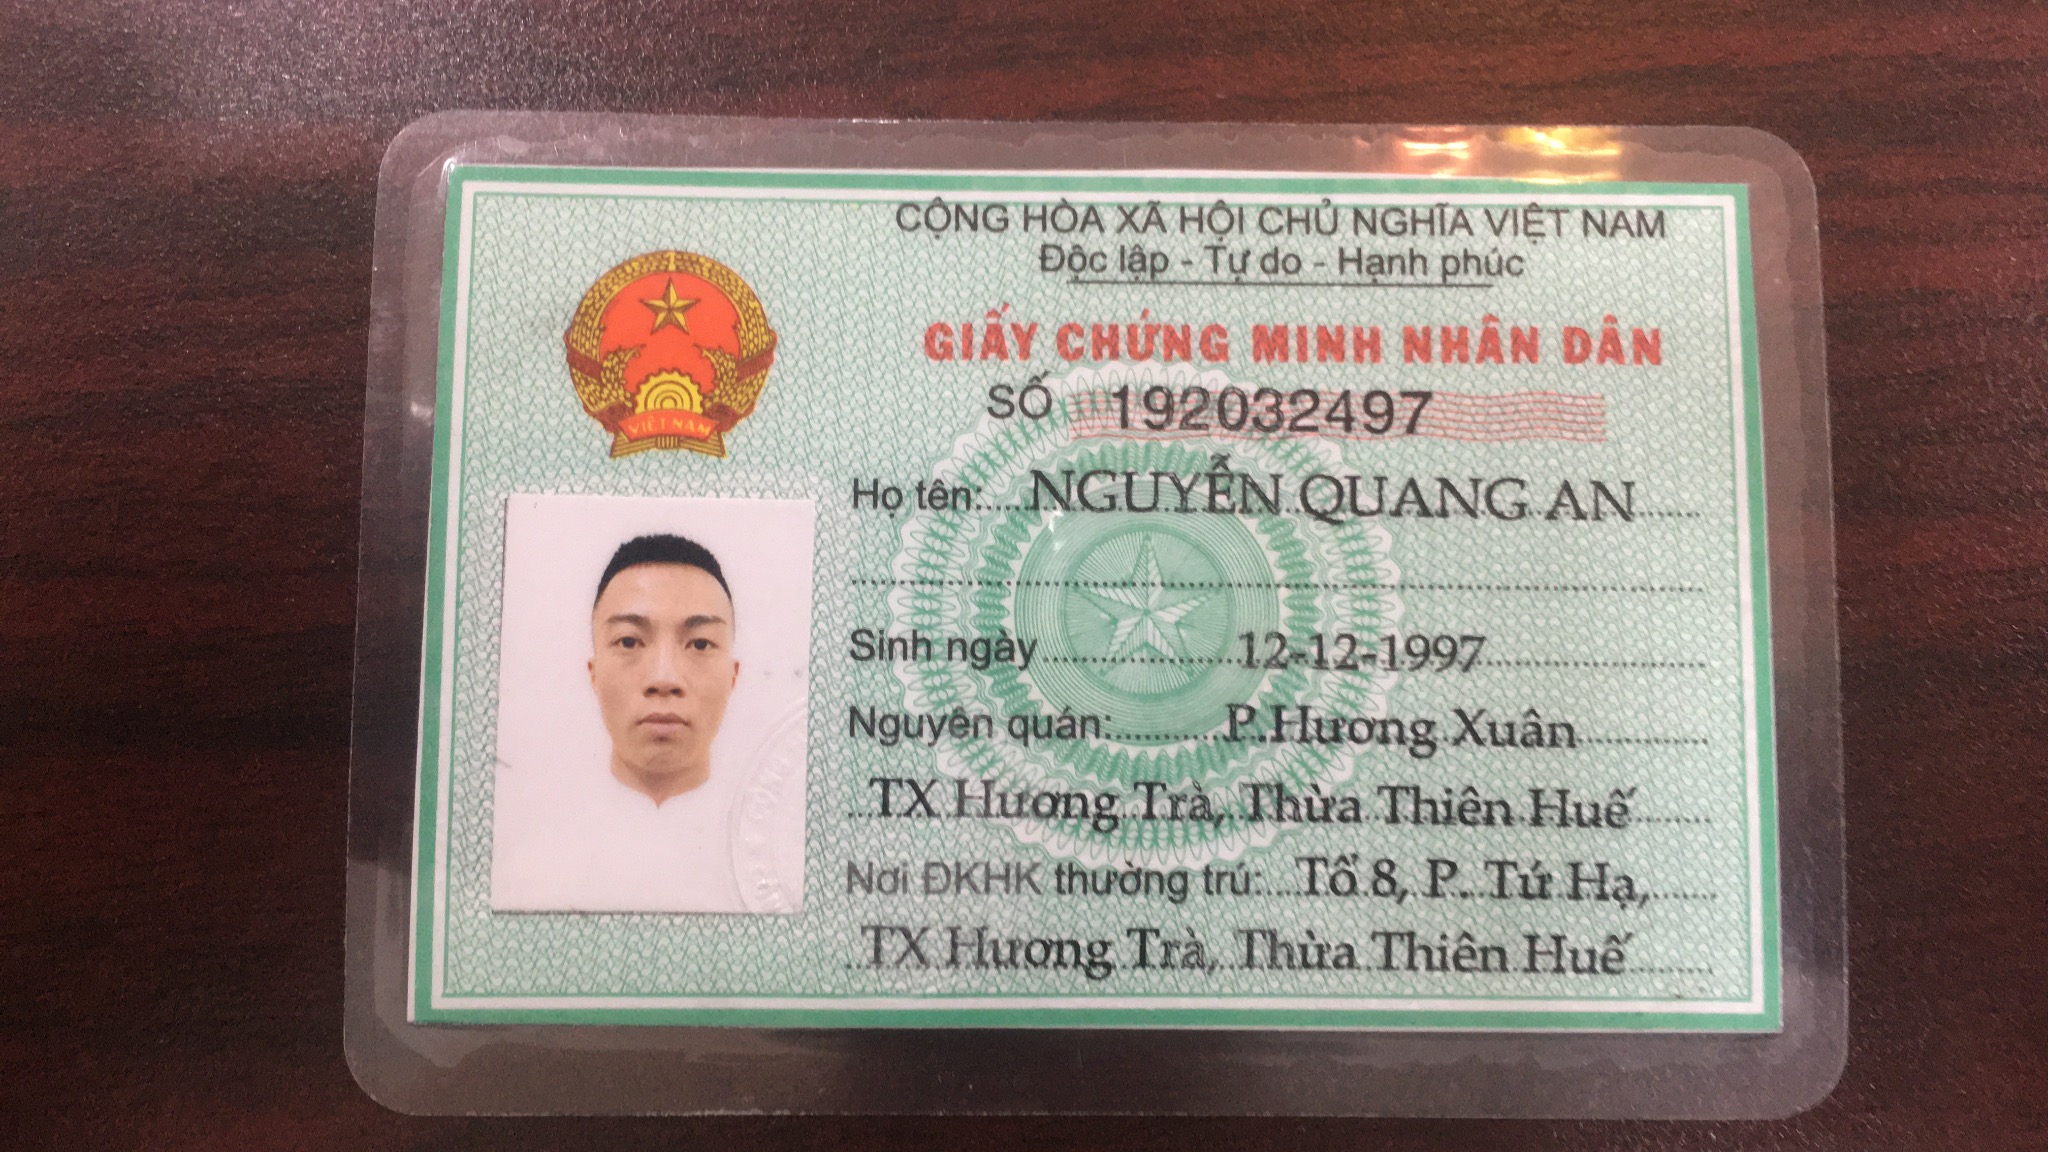 CỘNG HÒA XÃ HỘI CHỦ NGHĨA VIỆT NAM
Độc lập - Tự do - Hạnh phúc
GIẤY CHỨNG MINH NHÂN DÂN
SỐ 192032497
VIỆT NAM
Họ tên: NGUYỄN QUANG AN
Sinh ngày 12-12-1997
Nguyên quán: P.Hương Xuân
TX Hương Trà, Thừa Thiên Huế
Nơi ĐKHK thường trú: Tổ 8, P. Tứ Hạ,
TX Hương Trà, Thừa Thiên Huế